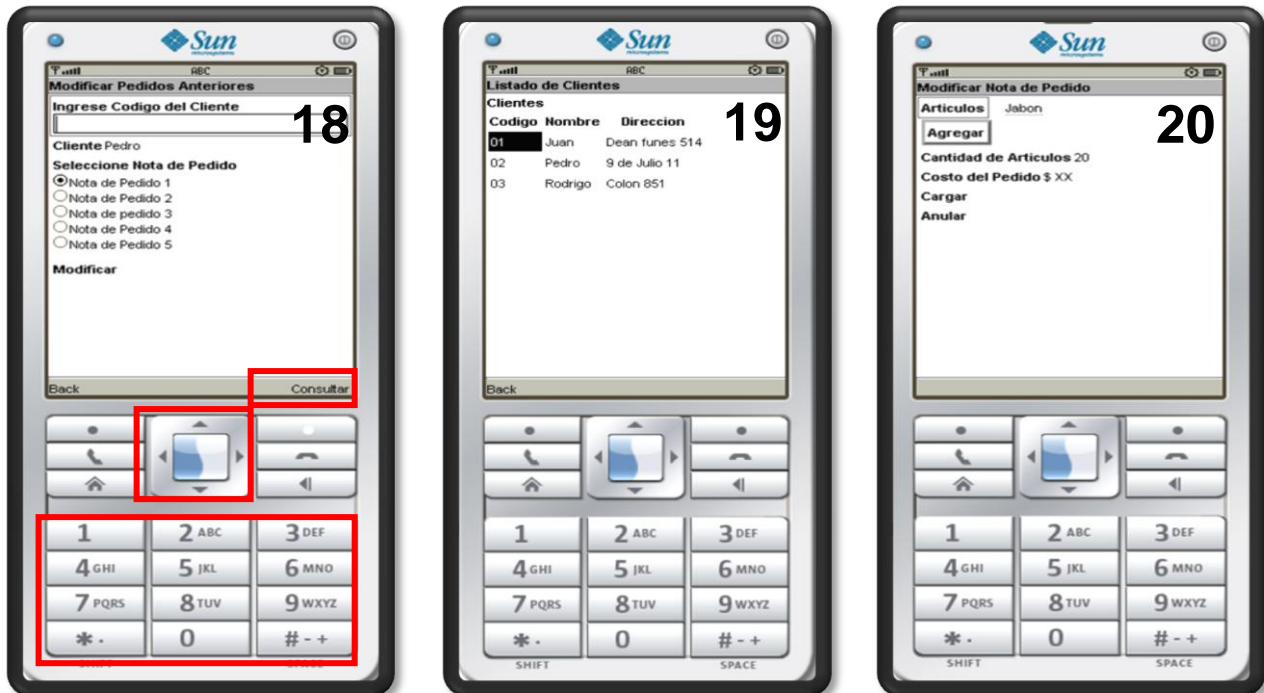 Sun
microsystems
ABC
Modificar Pedidos Anteriores
18
Ingrese Codigo del Cliente
Cliente Pedro
Seleccione Nota de Pedido
Nota de Pedido 1
Nota de Pedido 2
Nota de pedido 3
Nota de Pedido 4
Nota de Pedido 5
Modificar
Back Consultar
1 2 ABC 3 DEF
4 GHI 5 JKL 6 MNO
7 PQRS 8 TUV 9 WXYZ
* . 0 # - +
SHIFT SPACE
Sun
microsystems
ABC
Listado de Clientes
19
Clientes
Codigo Nombre Direccion
01 Juan Dean funes 514
02 Pedro 9 de Julio 11
03 Rodrigo Colon 851
Back
1 2 ABC 3 DEF
4 GHI 5 JKL 6 MNO
7 PQRS 8 TUV 9 WXYZ
* . 0 # - +
SHIFT SPACE
Sun
microsystems
Modificar Nota de Pedido
20
Articulos Jabon
Agregar
Cantidad de Articulos 20
Costo del Pedido $ XX
Cargar
Anular
1 2 ABC 3 DEF
4 GHI 5 JKL 6 MNO
7 PQRS 8 TUV 9 WXYZ
* . 0 # - +
SHIFT SPACE